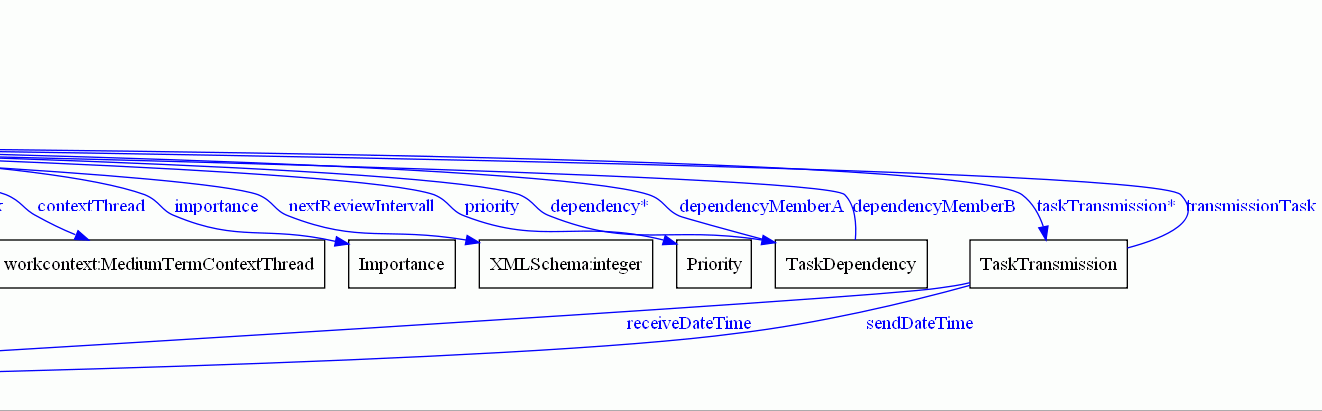 contextThread
importance
nextReviewIntervall
priority
dependency*
dependencyMemberA
dependencyMemberB
taskTransmission*
transmissionTask
workcontext:MediumTermContextThread
Importance
XMLSchema:integer
Priority
TaskDependency
TaskTransmission
receiveDateTime
sendDateTime